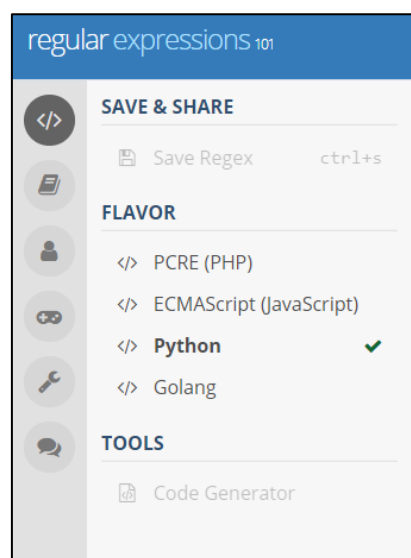 regular expressions 101
SAVE & SHARE
Save Regex ctrl+s
FLAVOR
</> PCRE (PHP)
</> ECMAScript (JavaScript)
</> Python
</> Golang
TOOLS
Code Generator